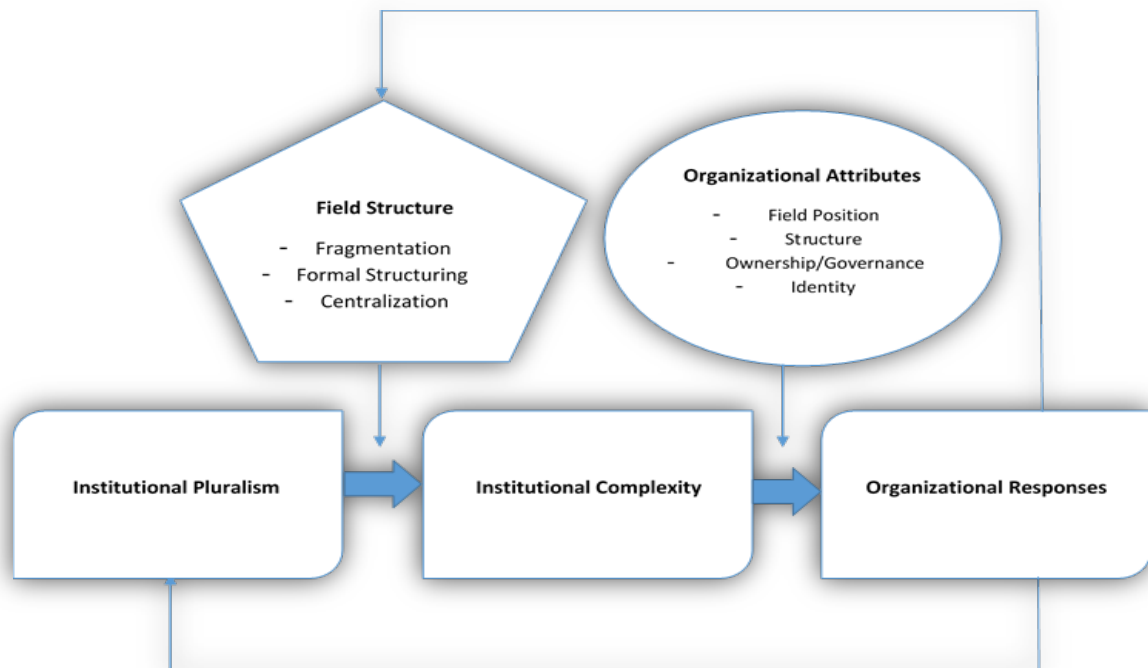 Field Structure
- Fragmentation
- Formal Structuring
- Centralization
Organizational Attributes
- Field Position
- Structure
- Ownership/Governance
- Identity
Institutional Pluralism
Institutional Complexity
Organizational Responses